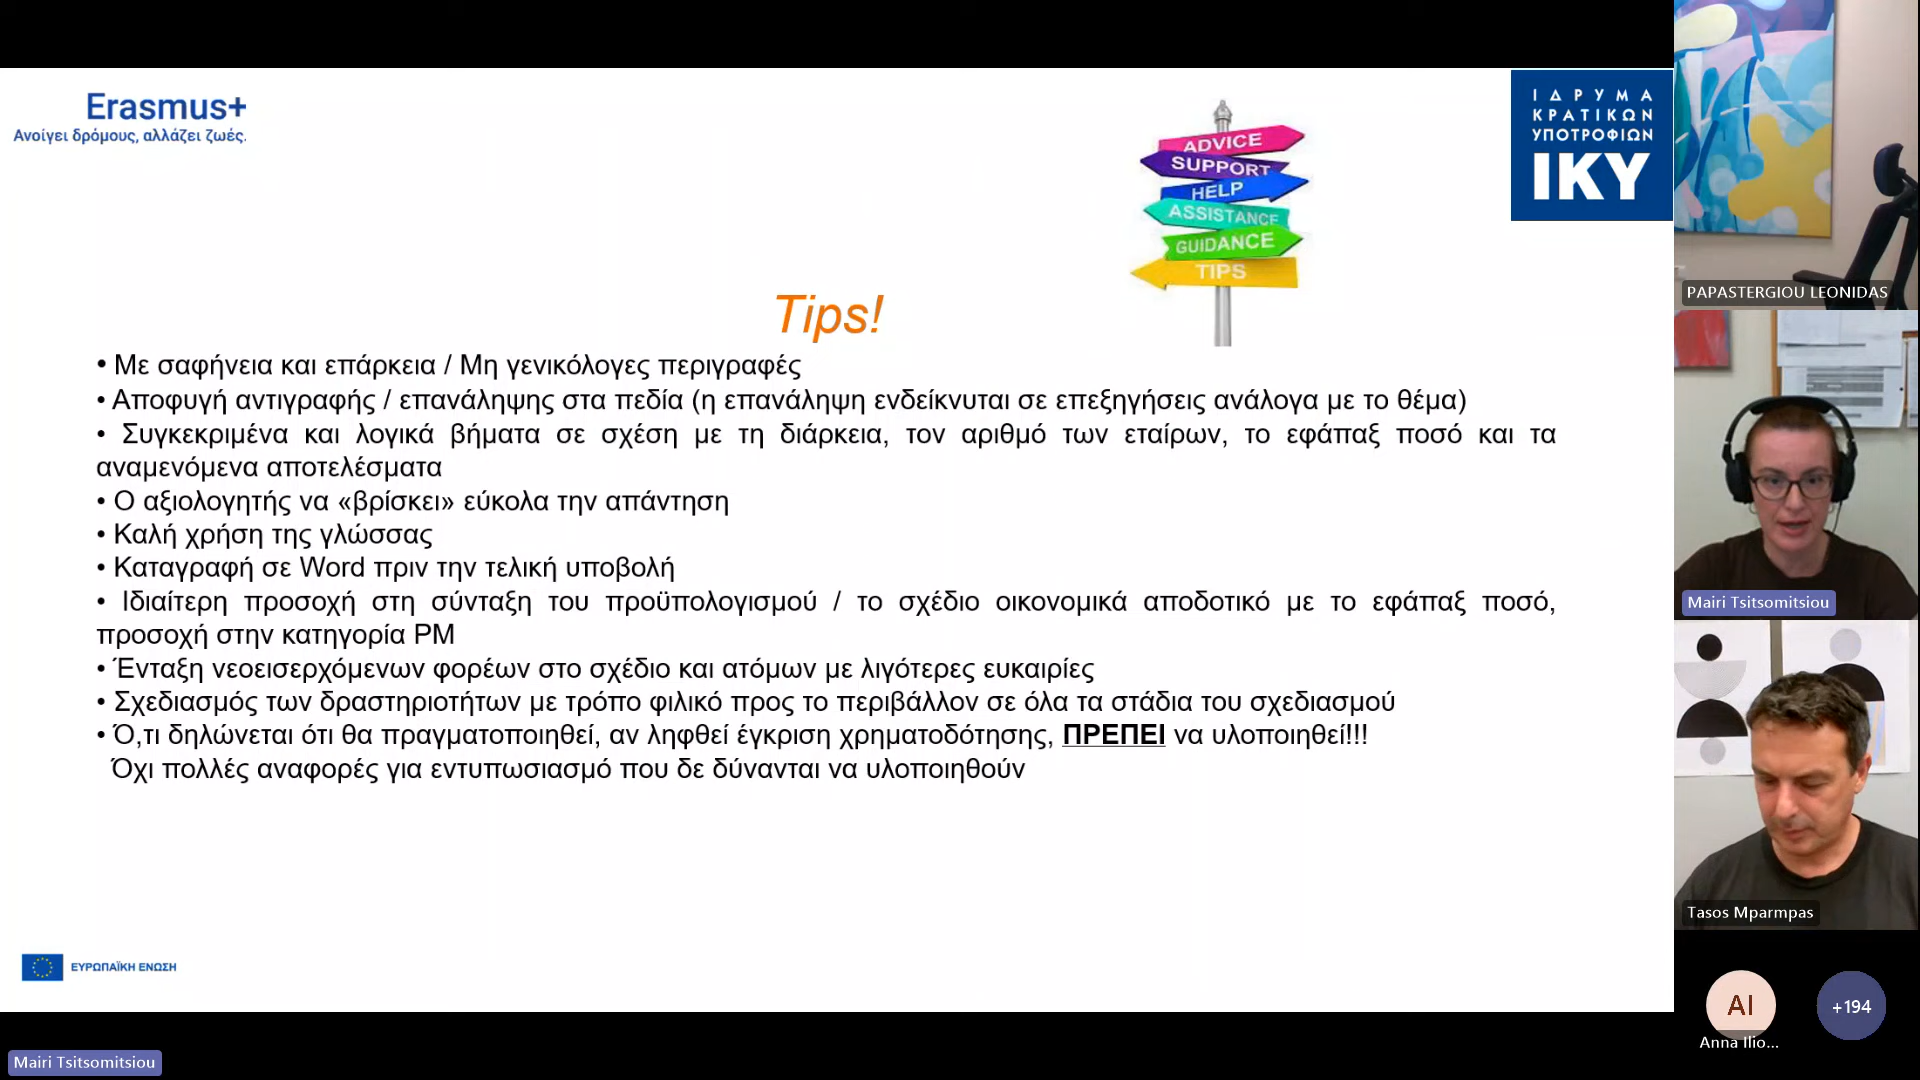 Erasmus+
Ανοίγει δρόμους, αλλάζει ζωές.
ADVICE
SUPPORT
HELP
ASSISTANCE
GUIDANCE
TIPS
ΙΔΡΥΜΑ
ΚΡΑΤΙΚΩΝ
ΥΠΟΤΡΟΦΙΩΝ
ΙΚΥ
Tips!
• Με σαφήνεια και επάρκεια / Μη γενικόλογες περιγραφές
• Αποφυγή αντιγραφής / επανάληψης στα πεδία (η επανάληψη ενδείκνυται σε επεξηγήσεις ανάλογα με το θέμα)
• Συγκεκριμένα και λογικά βήματα σε σχέση με τη διάρκεια, τον αριθμό των εταίρων, το εφάπαξ ποσό και τα
αναμενόμενα αποτελέσματα
• Ο αξιολογητής να «βρίσκει» εύκολα την απάντηση
• Καλή χρήση της γλώσσας
• Καταγραφή σε Word πριν την τελική υποβολή
• Ιδιαίτερη προσοχή στη σύνταξη του προϋπολογισμού / το σχέδιο οικονομικά αποδοτικό με το εφάπαξ ποσό,
προσοχή στην κατηγορία PM
• Ένταξη νεοεισερχόμενων φορέων στο σχέδιο και ατόμων με λιγότερες ευκαιρίες
• Σχεδιασμός των δραστηριοτήτων με τρόπο φιλικό προς το περιβάλλον σε όλα τα στάδια του σχεδιασμού
• Ό,τι δηλώνεται ότι θα πραγματοποιηθεί, αν ληφθεί έγκριση χρηματοδότησης, ΠΡΕΠΕΙ να υλοποιηθεί!!!
Όχι πολλές αναφορές για εντυπωσιασμό που δε δύνανται να υλοποιηθούν
ΕΥΡΩΠΑΪΚΗ ΕΝΩΣΗ
Mairi Tsitsomitsiou
PAPASTERGIOU LEONIDAS
Mairi Tsitsomitsiou
Tasos Mparmpas
AI
+194
Anna Ilio...